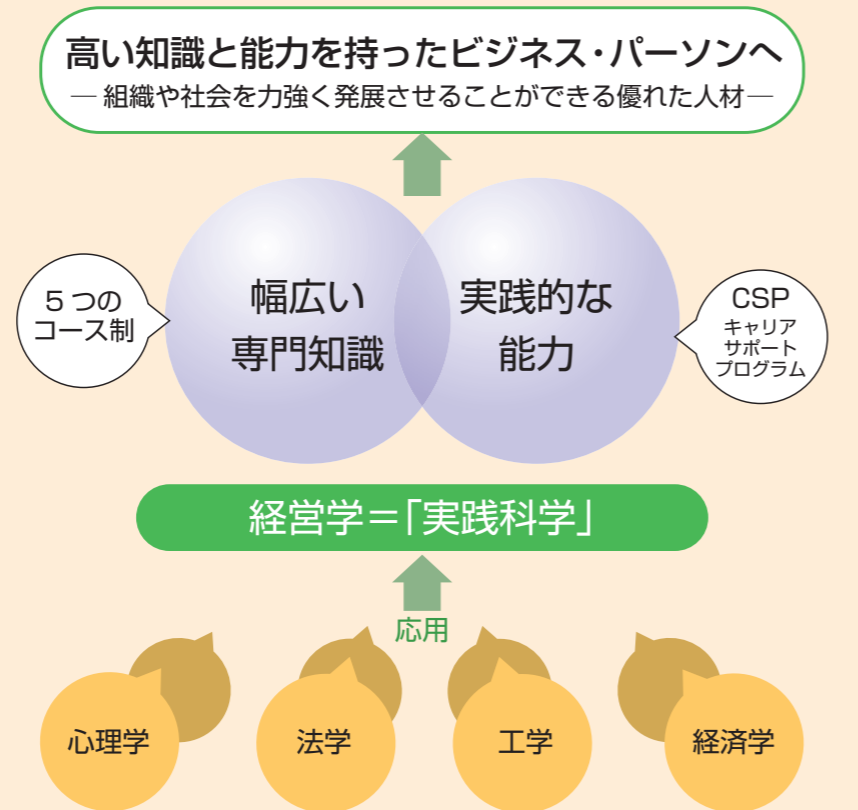 高い知識と能力を持ったビジネス・パーソンへ
― 組織や社会を力強く発展させることができる優れた人材―
5つの
コース制
幅広い
専門知識
実践的な
能力
CSP
キャリア
サポート
プログラム
経営学=「実践科学」
応用
心理学
法学
工学
経済学